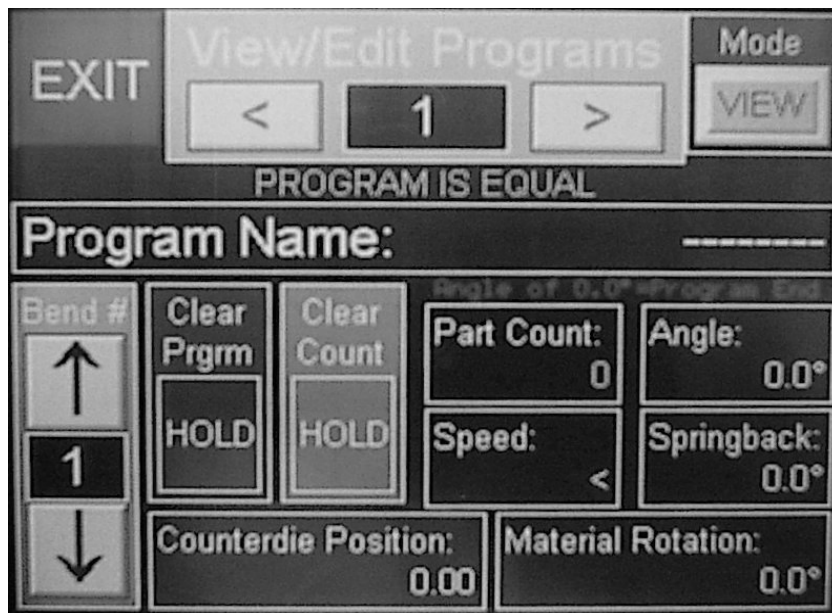 EXIT
View/Edit Programs
< 1 >
Mode
VIEW
PROGRAM IS EQUAL
Program Name: --------
Angle of 0.0°=Program End
Bend #
↑
1
↓
Clear
Prgrm
HOLD
Clear
Count
HOLD
Part Count:
0
Angle:
0.0°
Speed:
<
Springback:
0.0°
Counterdie Position:
0.00
Material Rotation:
0.0°